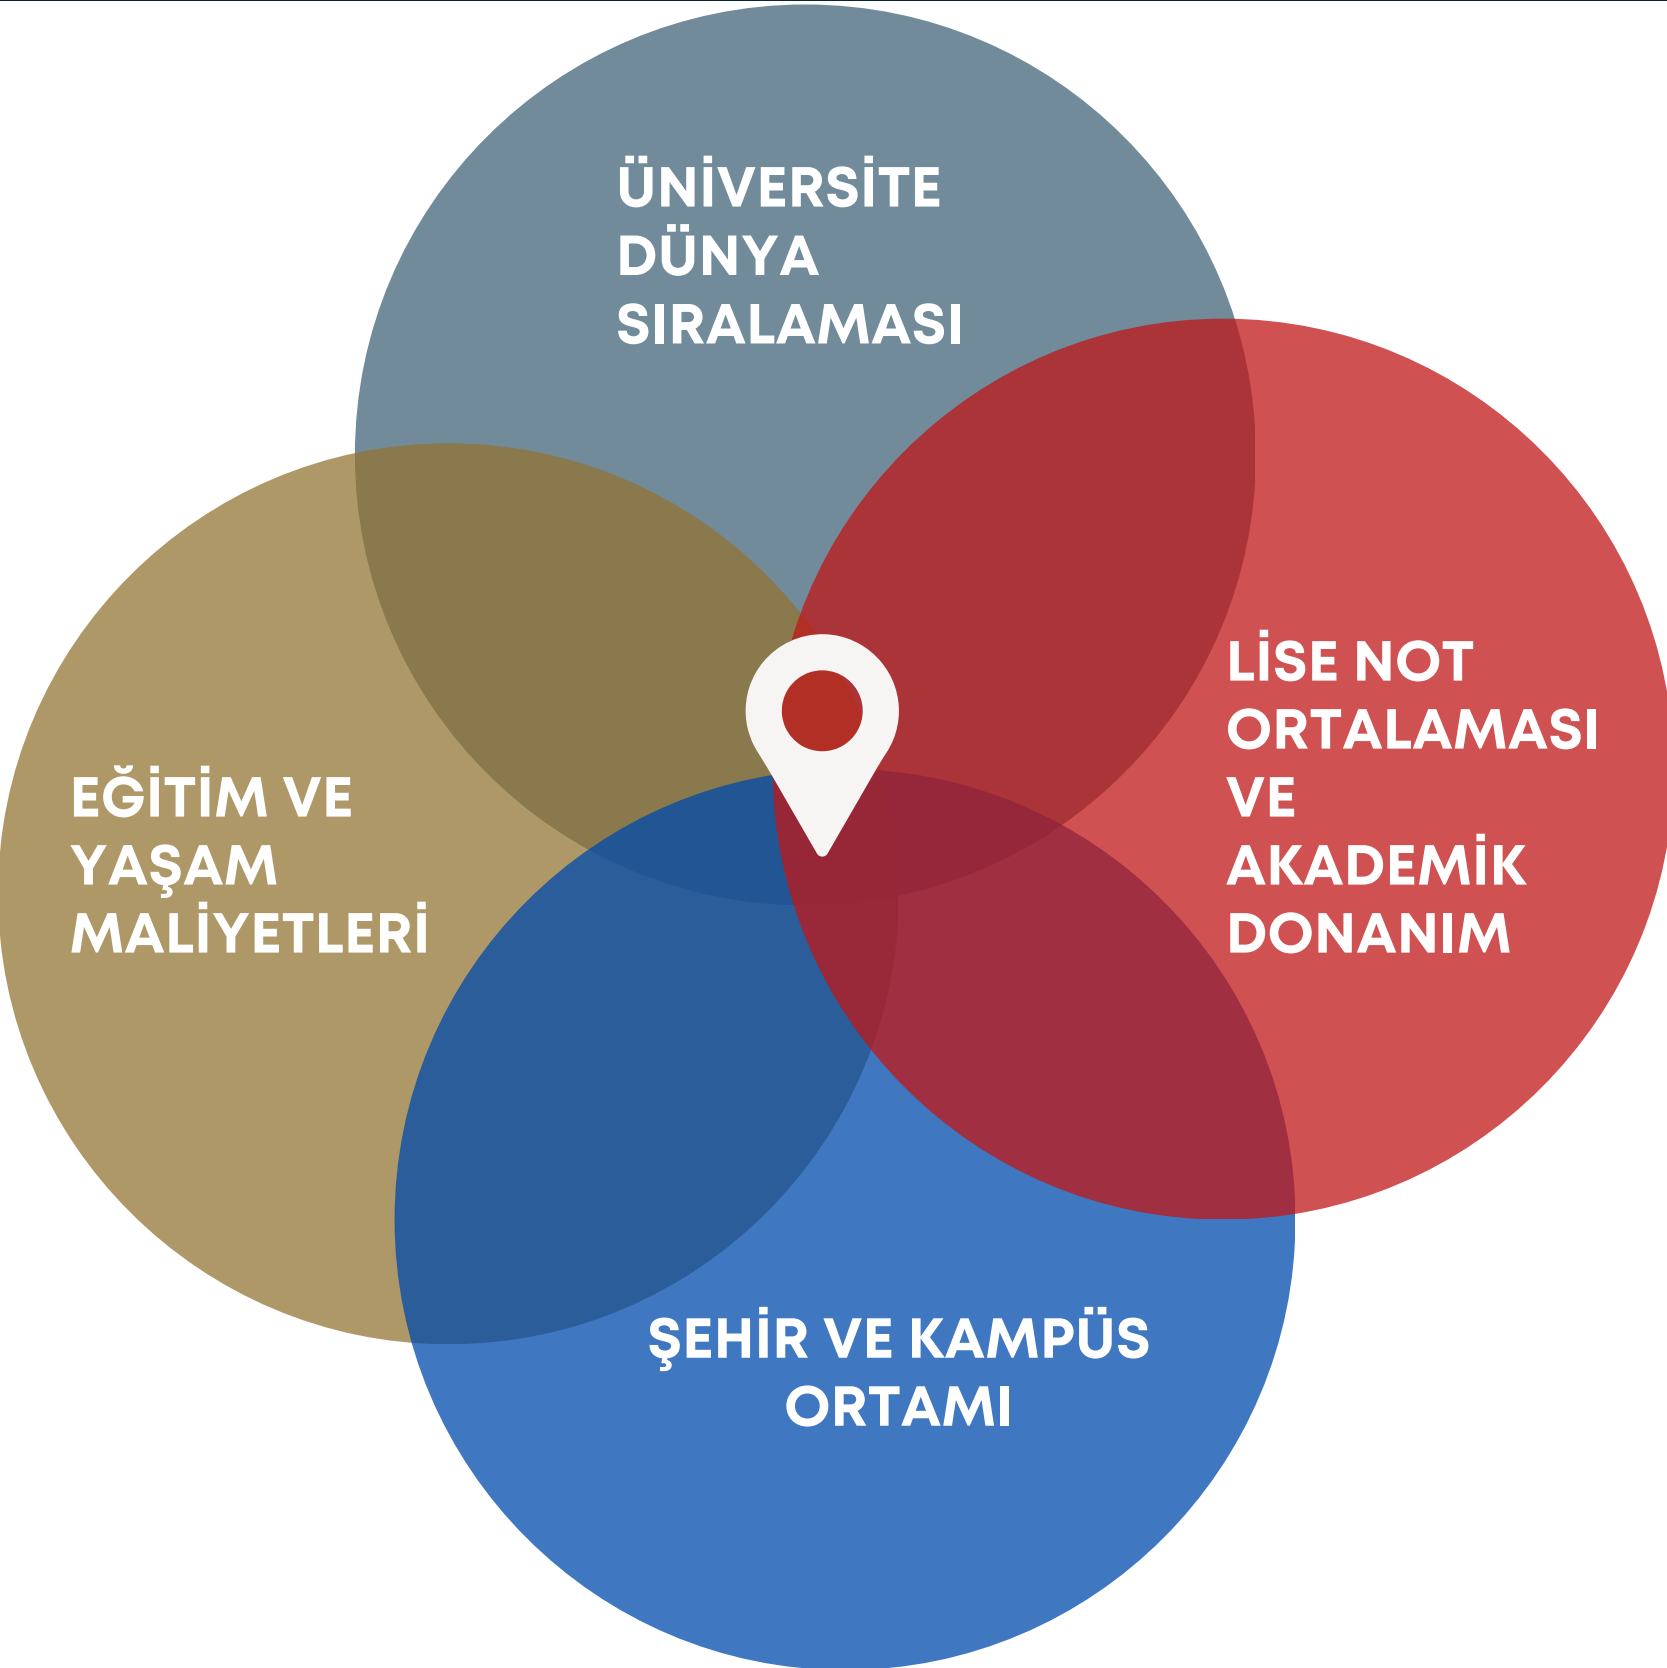 ÜNİVERSİTE
DÜNYA
SIRALAMASI
LİSE NOT
ORTALAMASI
VE
AKADEMİK
DONANIM
EĞİTİM VE
YAŞAM
MALİYETLERİ
ŞEHİR VE KAMPÜS
ORTAMI